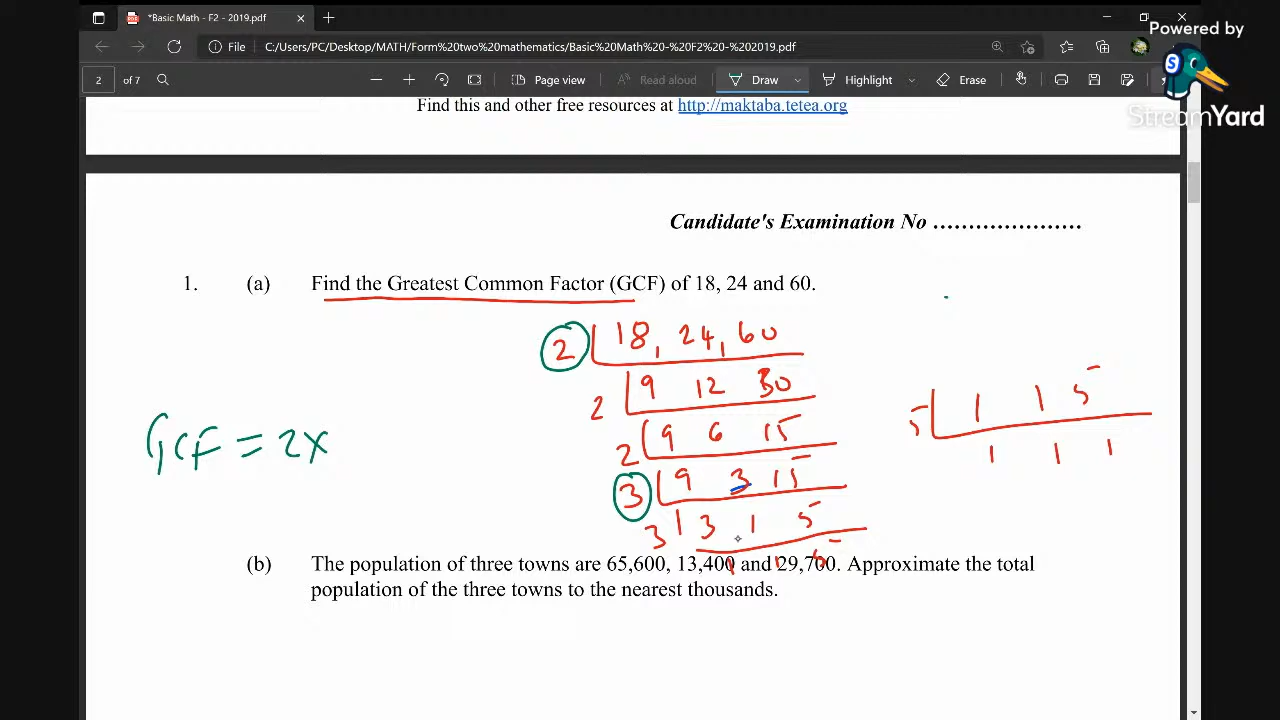 *Basic Math - F2 - 2019.pdf
File C:/Users/PC/Desktop/MATH/Form%20two%20mathematics/Basic%20Math%20-%20F2%20-%202019.pdf
2 of 7 Page view Read aloud Draw Highlight Erase
Powered by
StreamYard
Find this and other free resources at http://maktaba.tetea.org
Candidate's Examination No …………………
1. (a) Find the Greatest Common Factor (GCF) of 18, 24 and 60.
2 18, 24, 60
2 9 12 30
2 9 6 15
3 9 3 15
3 3 1 5
1 1 5
5 1 1 5
1 1 1
GCF = 2X
(b) The population of three towns are 65,600, 13,400 and 29,700. Approximate the total
population of the three towns to the nearest thousands.